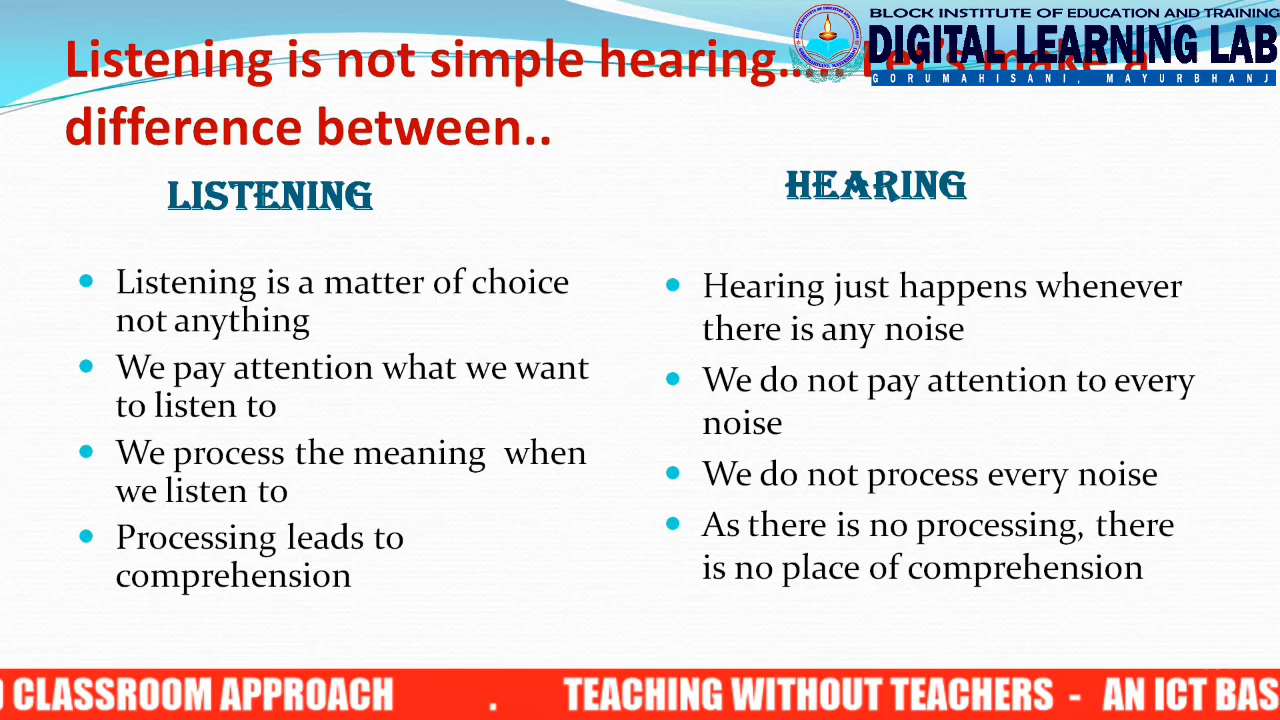 BLOCK INSTITUTE OF EDUCATION AND TRAINING
DIGITAL LEARNING LAB
GORUMAHISANI, MAYURBHANJ
Listening is not simple hearing..... Let's make a
difference between..
LISTENING
Listening is a matter of choice
not anything
We pay attention what we want
to listen to
We process the meaning when
we listen to
Processing leads to
comprehension
HEARING
Hearing just happens whenever
there is any noise
We do not pay attention to every
noise
We do not process every noise
As there is no processing, there
is no place of comprehension
CLASSROOM APPROACH . TEACHING WITHOUT TEACHERS - AN ICT BAS